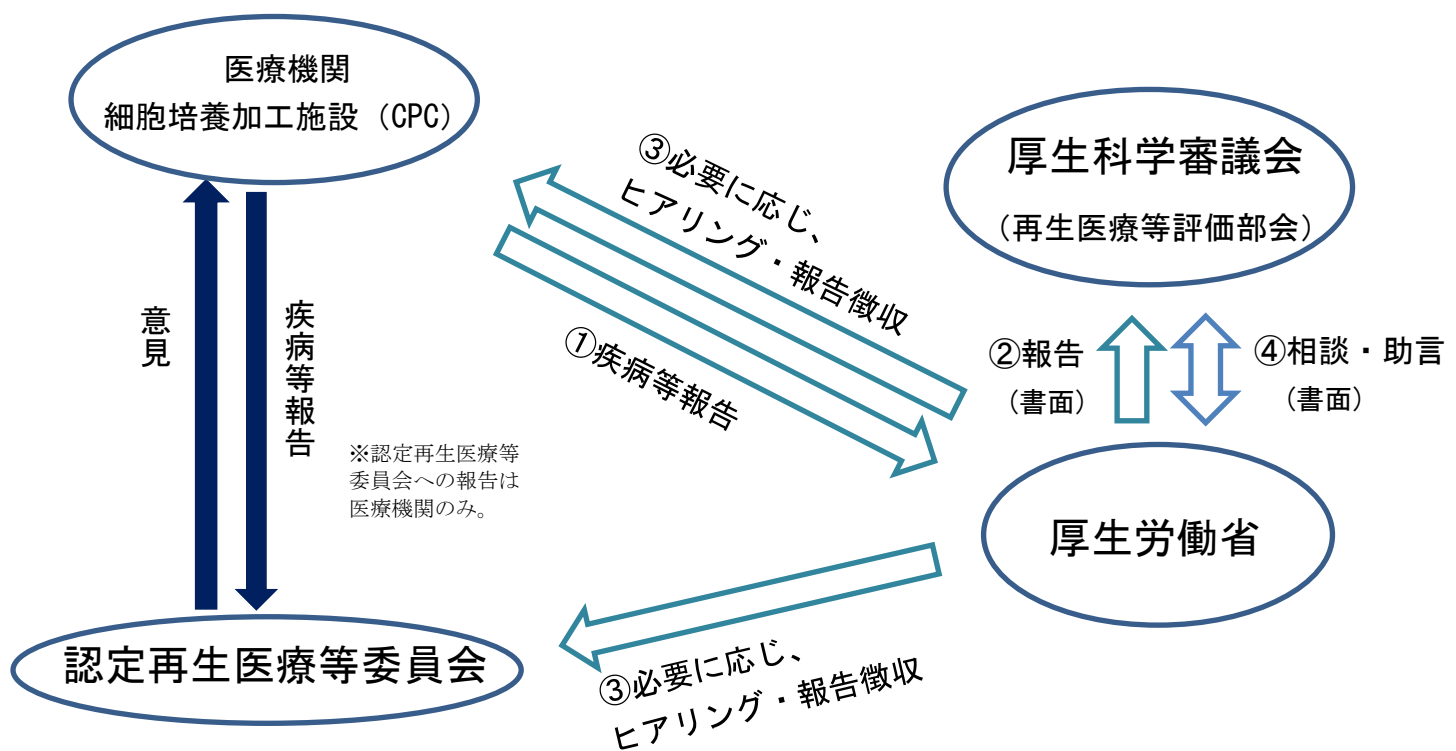 医療機関
細胞培養加工施設（CPC）
厚生科学審議会
（再生医療等評価部会）
③必要に応じ、
ヒアリング・報告徴収
①疾病等報告
意見
疾病等報告
②報告
（書面）
④相談・助言
（書面）
※認定再生医療等
委員会への報告は
医療機関のみ。
厚生労働省
認定再生医療等委員会
③必要に応じ、
ヒアリング・報告徴収